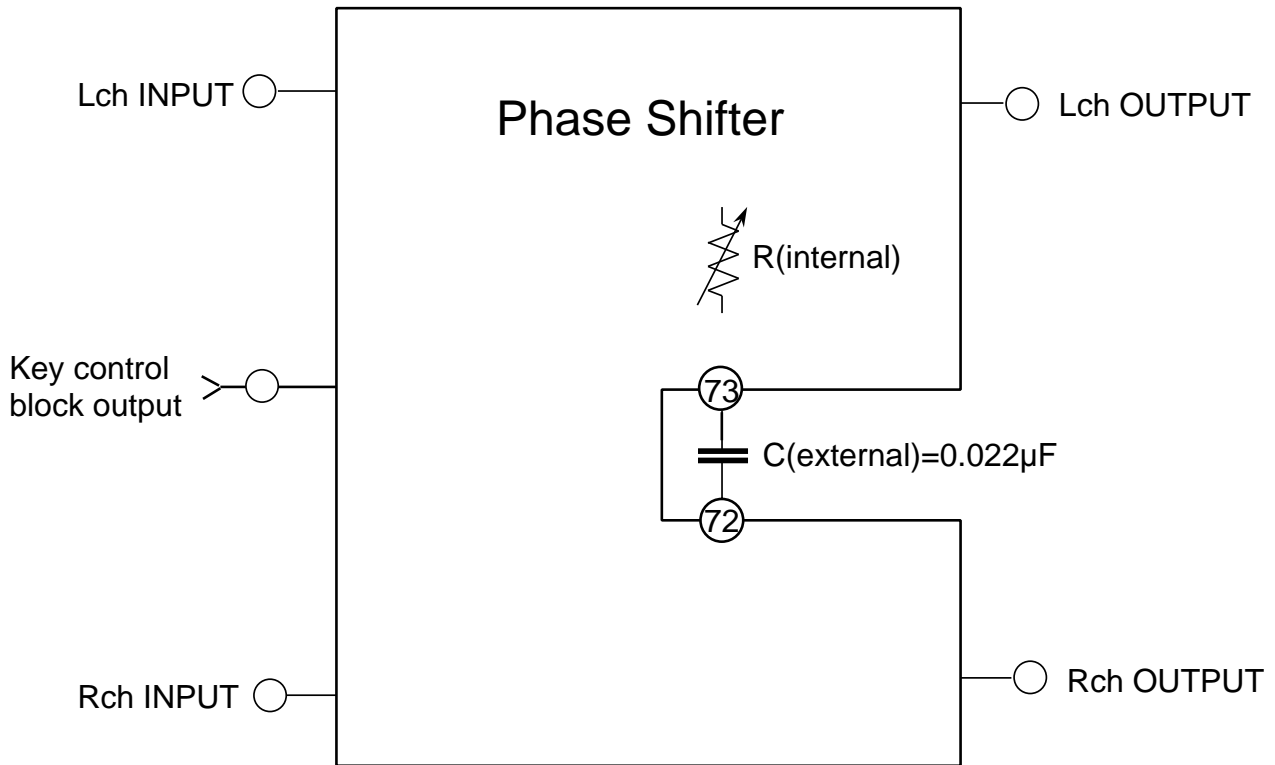 Lch INPUT
Lch OUTPUT
Phase Shifter
R(internal)
Key control
block output
73
C(external)=0.022µF
72
Rch INPUT
Rch OUTPUT